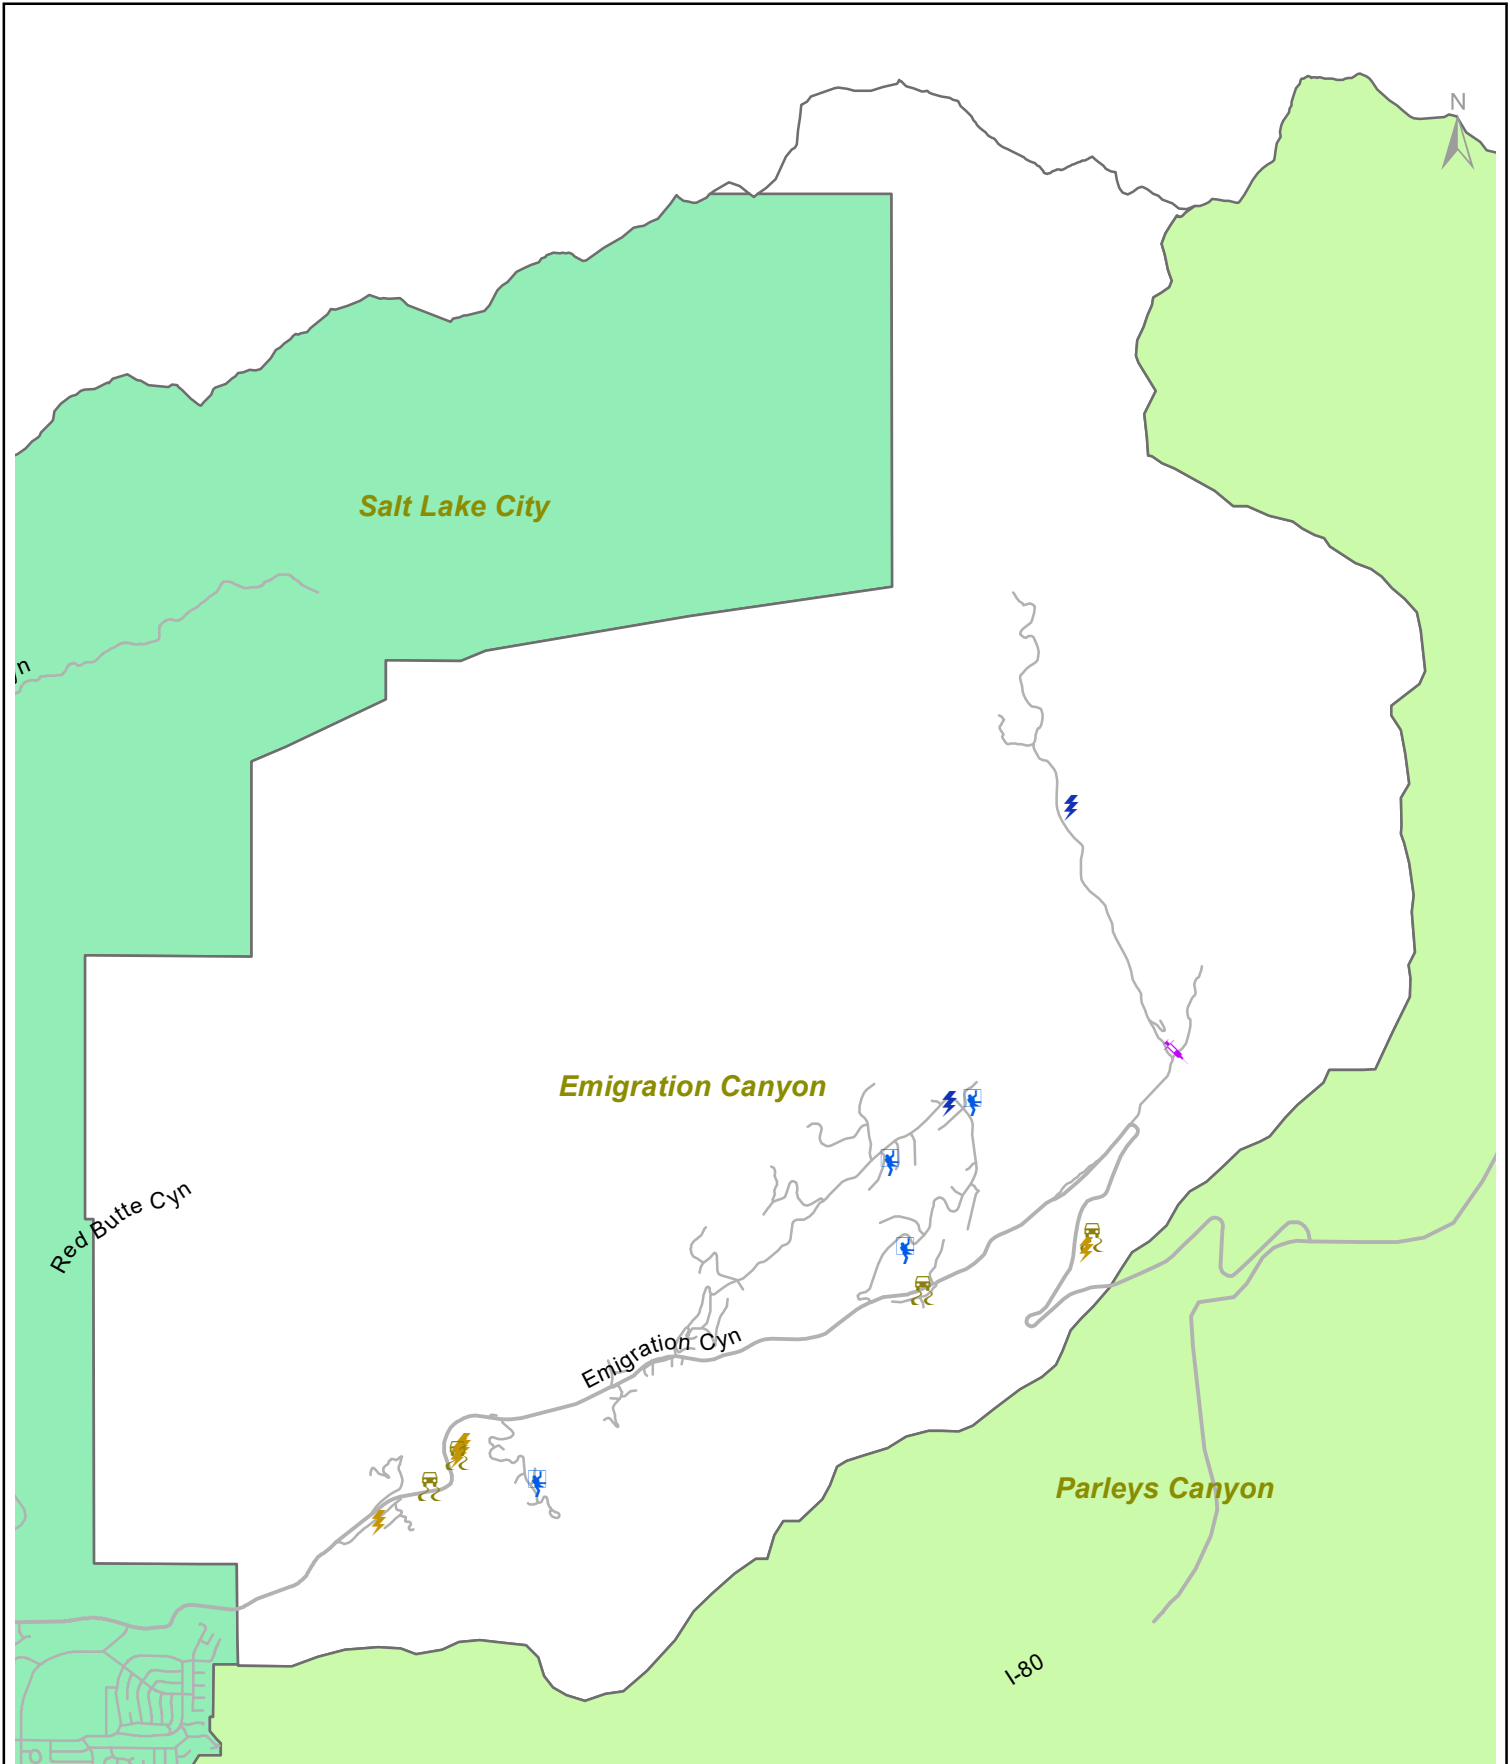 N
Salt Lake City
Emigration Canyon
Red Butte Cyn
Emigration Cyn
Parleys Canyon
I-80